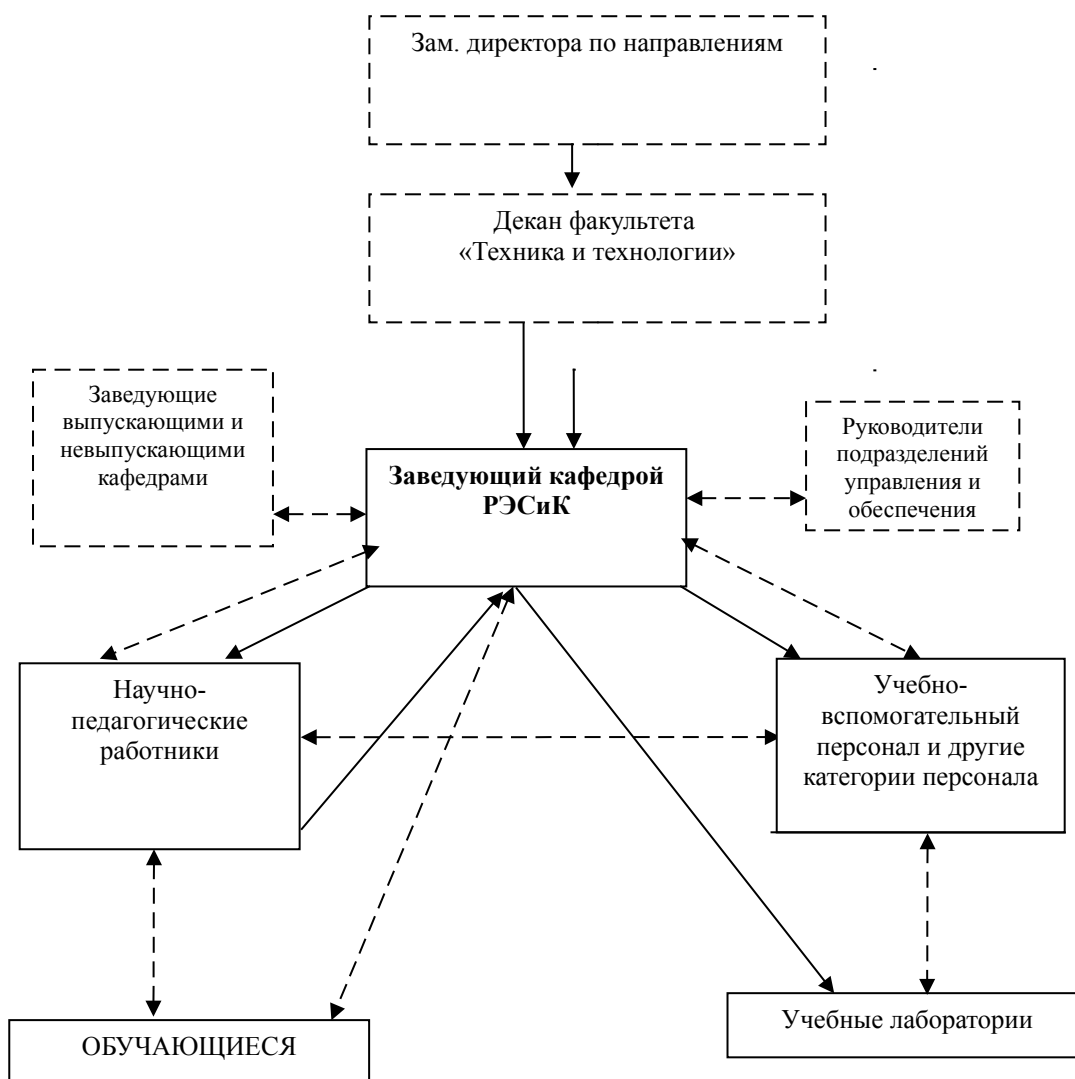 Зам. директора по направлениям
Декан факультета
«Техника и технологии»
Заведующие
выпускающими и
невыпускающими
кафедрами
Руководители
подразделений
управления и
обеспечения
Заведующий кафедрой
РЭСиК
Научно-
педагогические
работники
Учебно-
вспомогательный
персонал и другие
категории персонала
Учебные лаборатории
ОБУЧАЮЩИЕСЯ